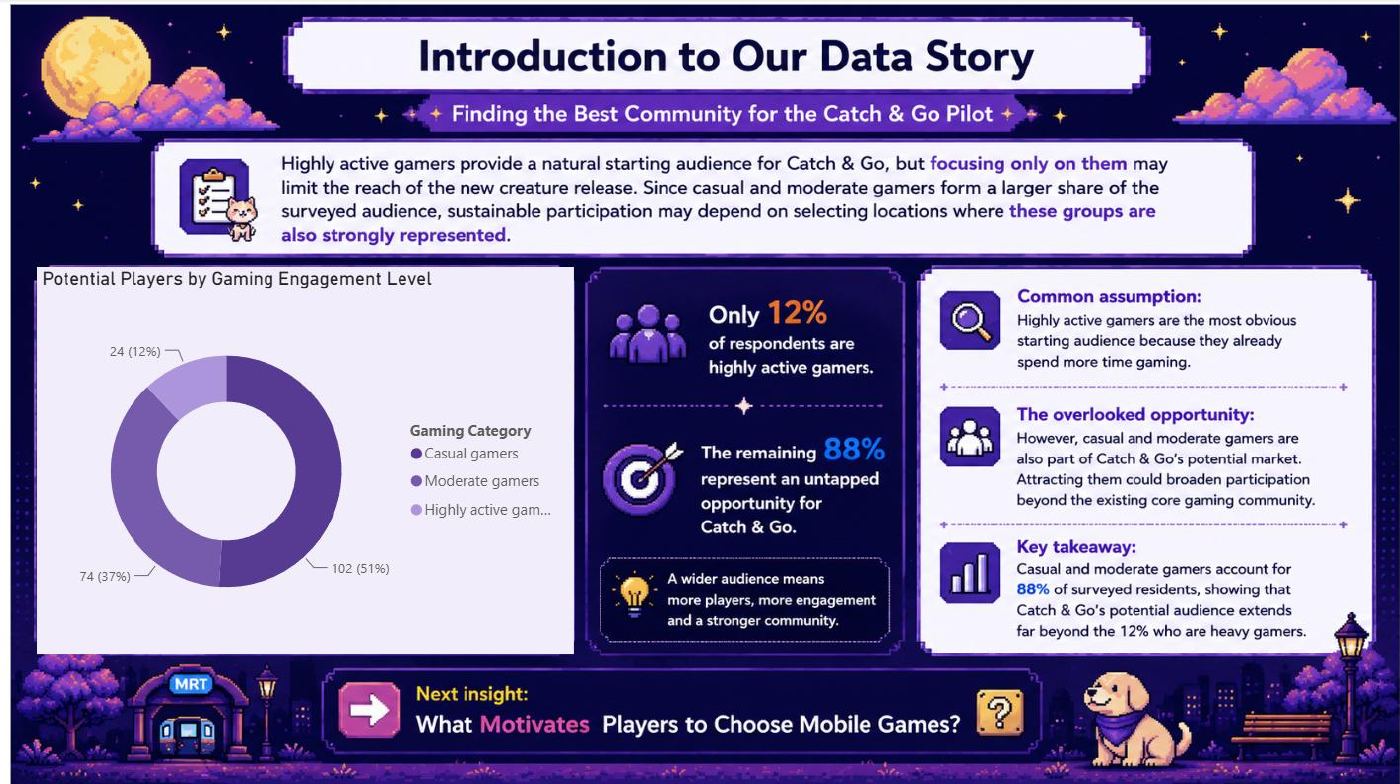 Introduction to Our Data Story
Finding the Best Community for the Catch & Go Pilot
Highly active gamers provide a natural starting audience for Catch & Go, but focusing only on them may
limit the reach of the new creature release. Since casual and moderate gamers form a larger share of the
surveyed audience, sustainable participation may depend on selecting locations where these groups are
also strongly represented.
Potential Players by Gaming Engagement Level
24 (12%)
74 (37%)
102 (51%)
Gaming Category
Casual gamers
Moderate gamers
Highly active gam...
Only 12%
of respondents are
highly active gamers.
The remaining 88%
represent an untapped
opportunity for
Catch & Go.
A wider audience means
more players, more engagement
and a stronger community.
Common assumption:
Highly active gamers are the most obvious
starting audience because they already
spend more time gaming.
The overlooked opportunity:
However, casual and moderate gamers are
also part of Catch & Go's potential market.
Attracting them could broaden participation
beyond the existing core gaming community.
Key takeaway:
Casual and moderate gamers account for
88% of surveyed residents, showing that
Catch & Go's potential audience extends
far beyond the 12% who are heavy gamers.
MRT
Next insight:
What Motivates Players to Choose Mobile Games?
?